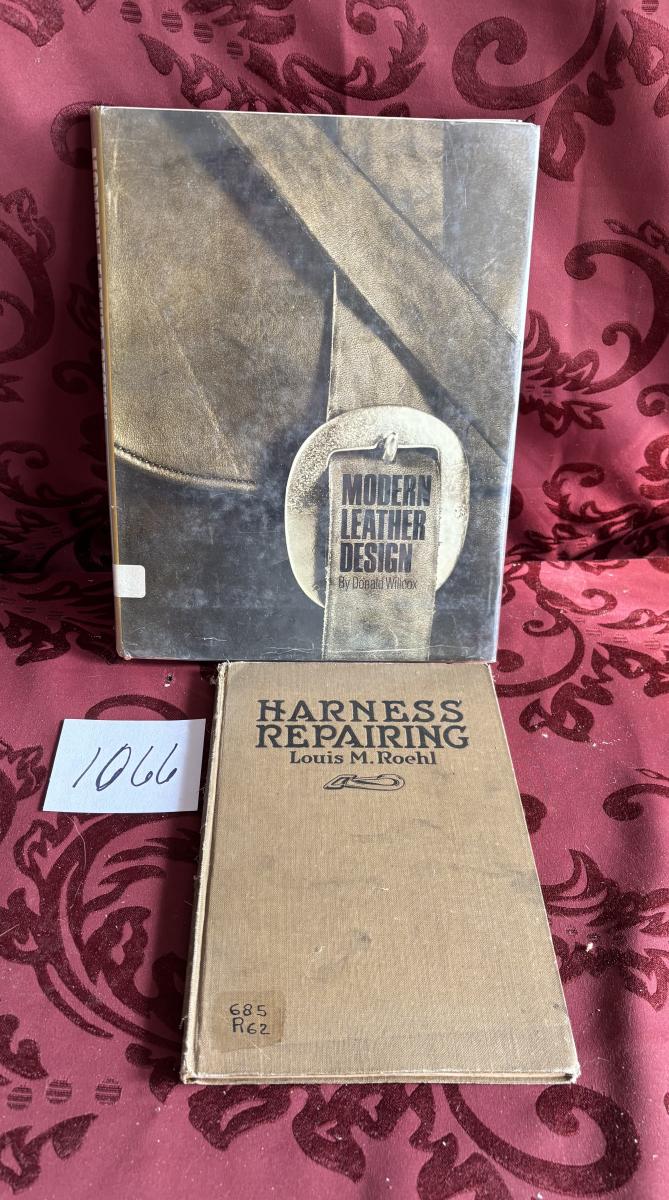 MODERN
LEATHER
DESIGN
By Donald Willcox
HARNESS
REPAIRING
Louis M. Roehl
1066
685
R62